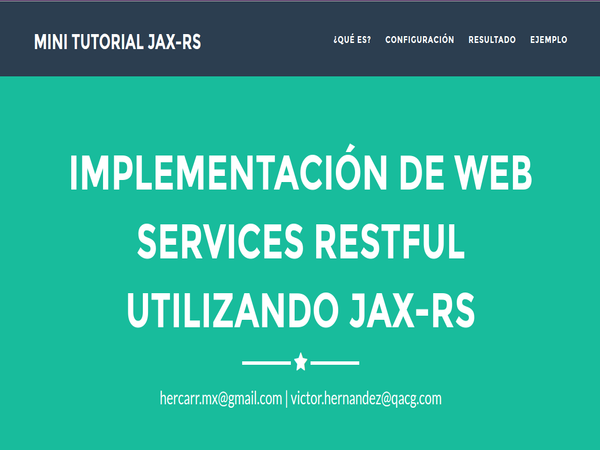 MINI TUTORIAL JAX-RS
¿QUÉ ES? CONFIGURACIÓN RESULTADO EJEMPLO
IMPLEMENTACIÓN DE WEB
SERVICES RESTFUL
UTILIZANDO JAX-RS
hercarr.mx@gmail.com | victor.hernandez@qacg.com